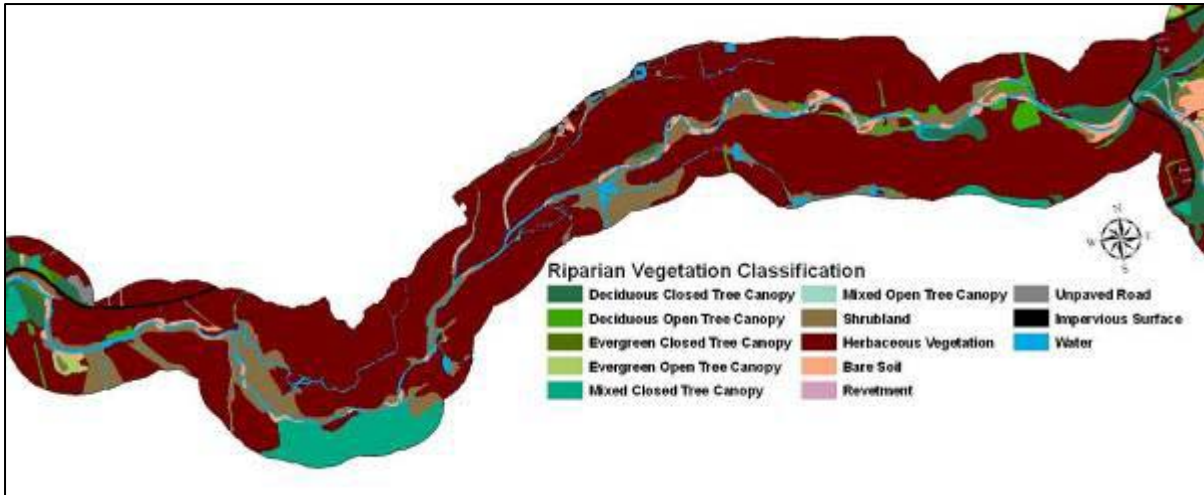 N
W E
S
Riparian Vegetation Classification
Deciduous Closed Tree Canopy
Deciduous Open Tree Canopy
Evergreen Closed Tree Canopy
Evergreen Open Tree Canopy
Mixed Closed Tree Canopy
Mixed Open Tree Canopy
Shrubland
Herbaceous Vegetation
Bare Soil
Revetment
Unpaved Road
Impervious Surface
Water